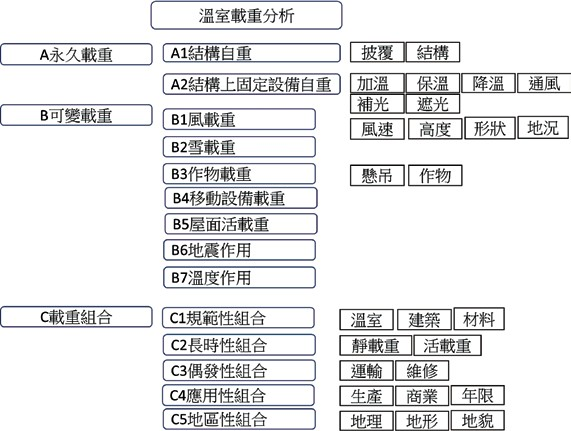 溫室載重分析
A永久載重 A1結構自重 披覆 結構
A2結構上固定設備自重 加溫 保溫 降溫 通風
補光 遮光
B可變載重 B1風載重 風速 高度 形狀 地況
B2雪載重
B3作物載重 懸吊 作物
B4移動設備載重
B5屋面活載重
B6地震作用
B7溫度作用
C載重組合 C1規範性組合 溫室 建築 材料
C2長時性組合 靜載重 活載重
C3偶發性組合 運輸 維修
C4應用性組合 生產 商業 年限
C5地區性組合 地理 地形 地貌